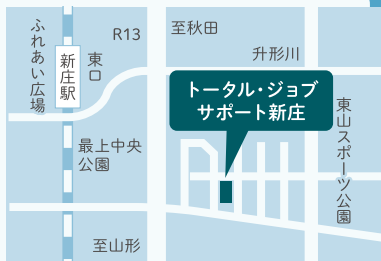 ふれあい広場
新庄駅
東口
R13
至秋田
升形川
トータル・ジョブ
サポート新庄
東山スポーツ公園
最上中央
公園
至山形